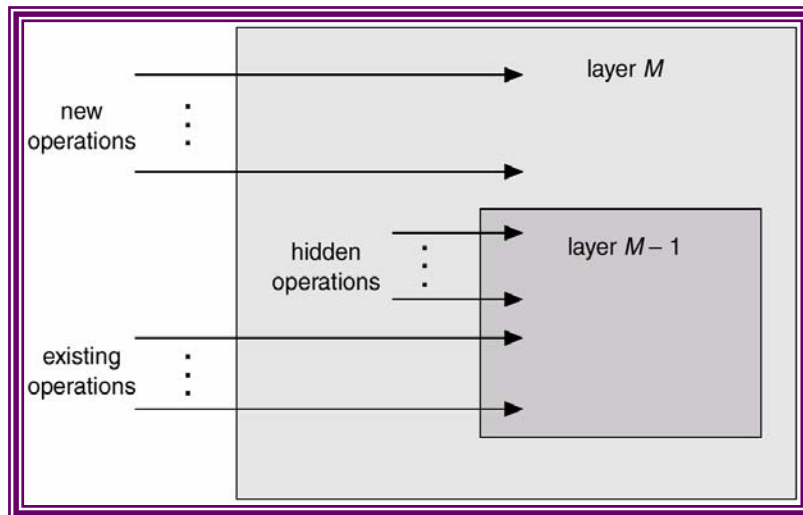 layer M
new
operations
hidden
operations
layer M – 1
existing
operations